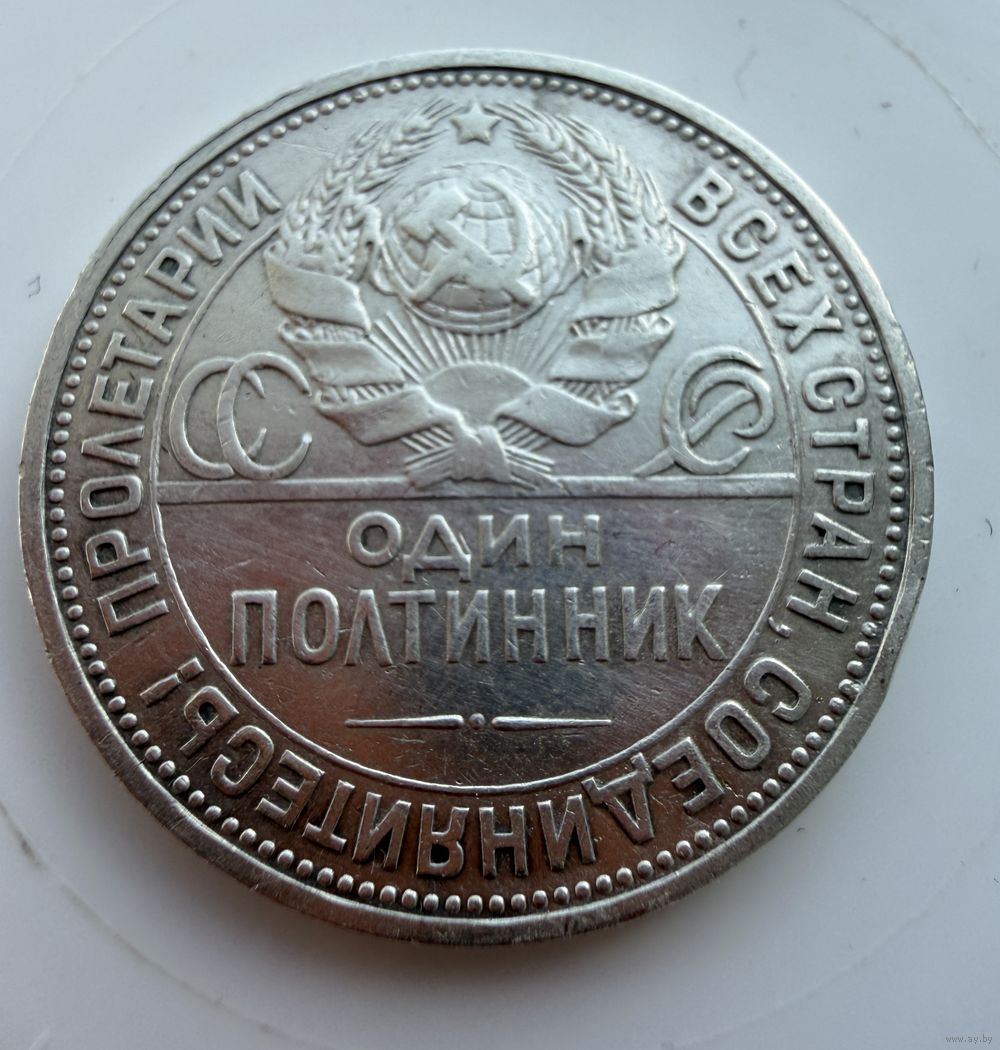 ПРОЛЕТАРИИ ВСЕХ СТРАН, СОЕДИНЯЙТЕСЬ!
СССР
ОДИН
ПОЛТИННИК
www.ay.by